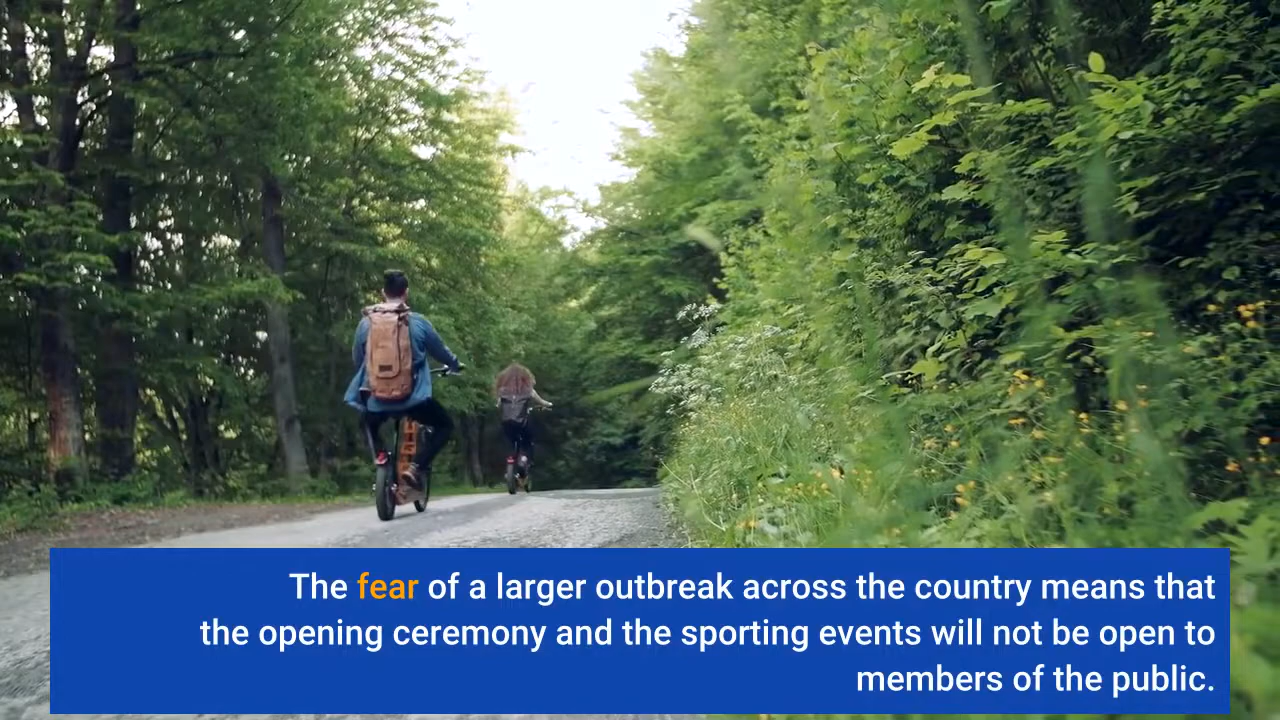 The fear of a larger outbreak across the country means that
the opening ceremony and the sporting events will not be open to
members of the public.